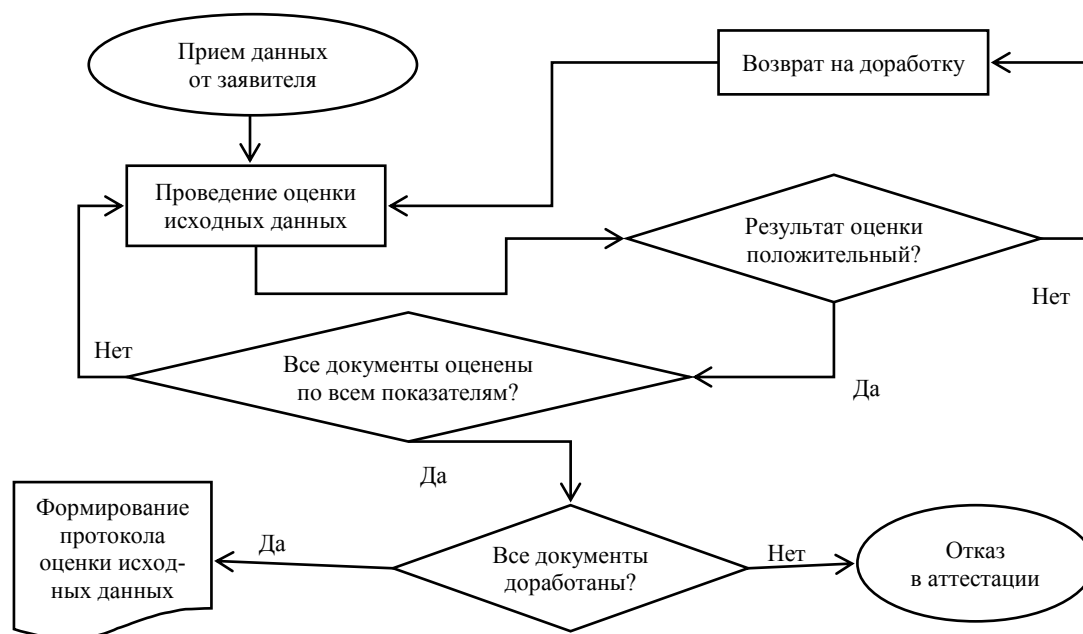 Прием данных
от заявителя
Возврат на доработку
Проведение оценки
исходных данных
Результат оценки
положительный?
Нет
Нет
Все документы оценены
по всем показателям?
Да
Да
Формирование
протокола
оценки исход-
ных данных
Да
Все документы
доработаны?
Нет
Отказ
в аттестации